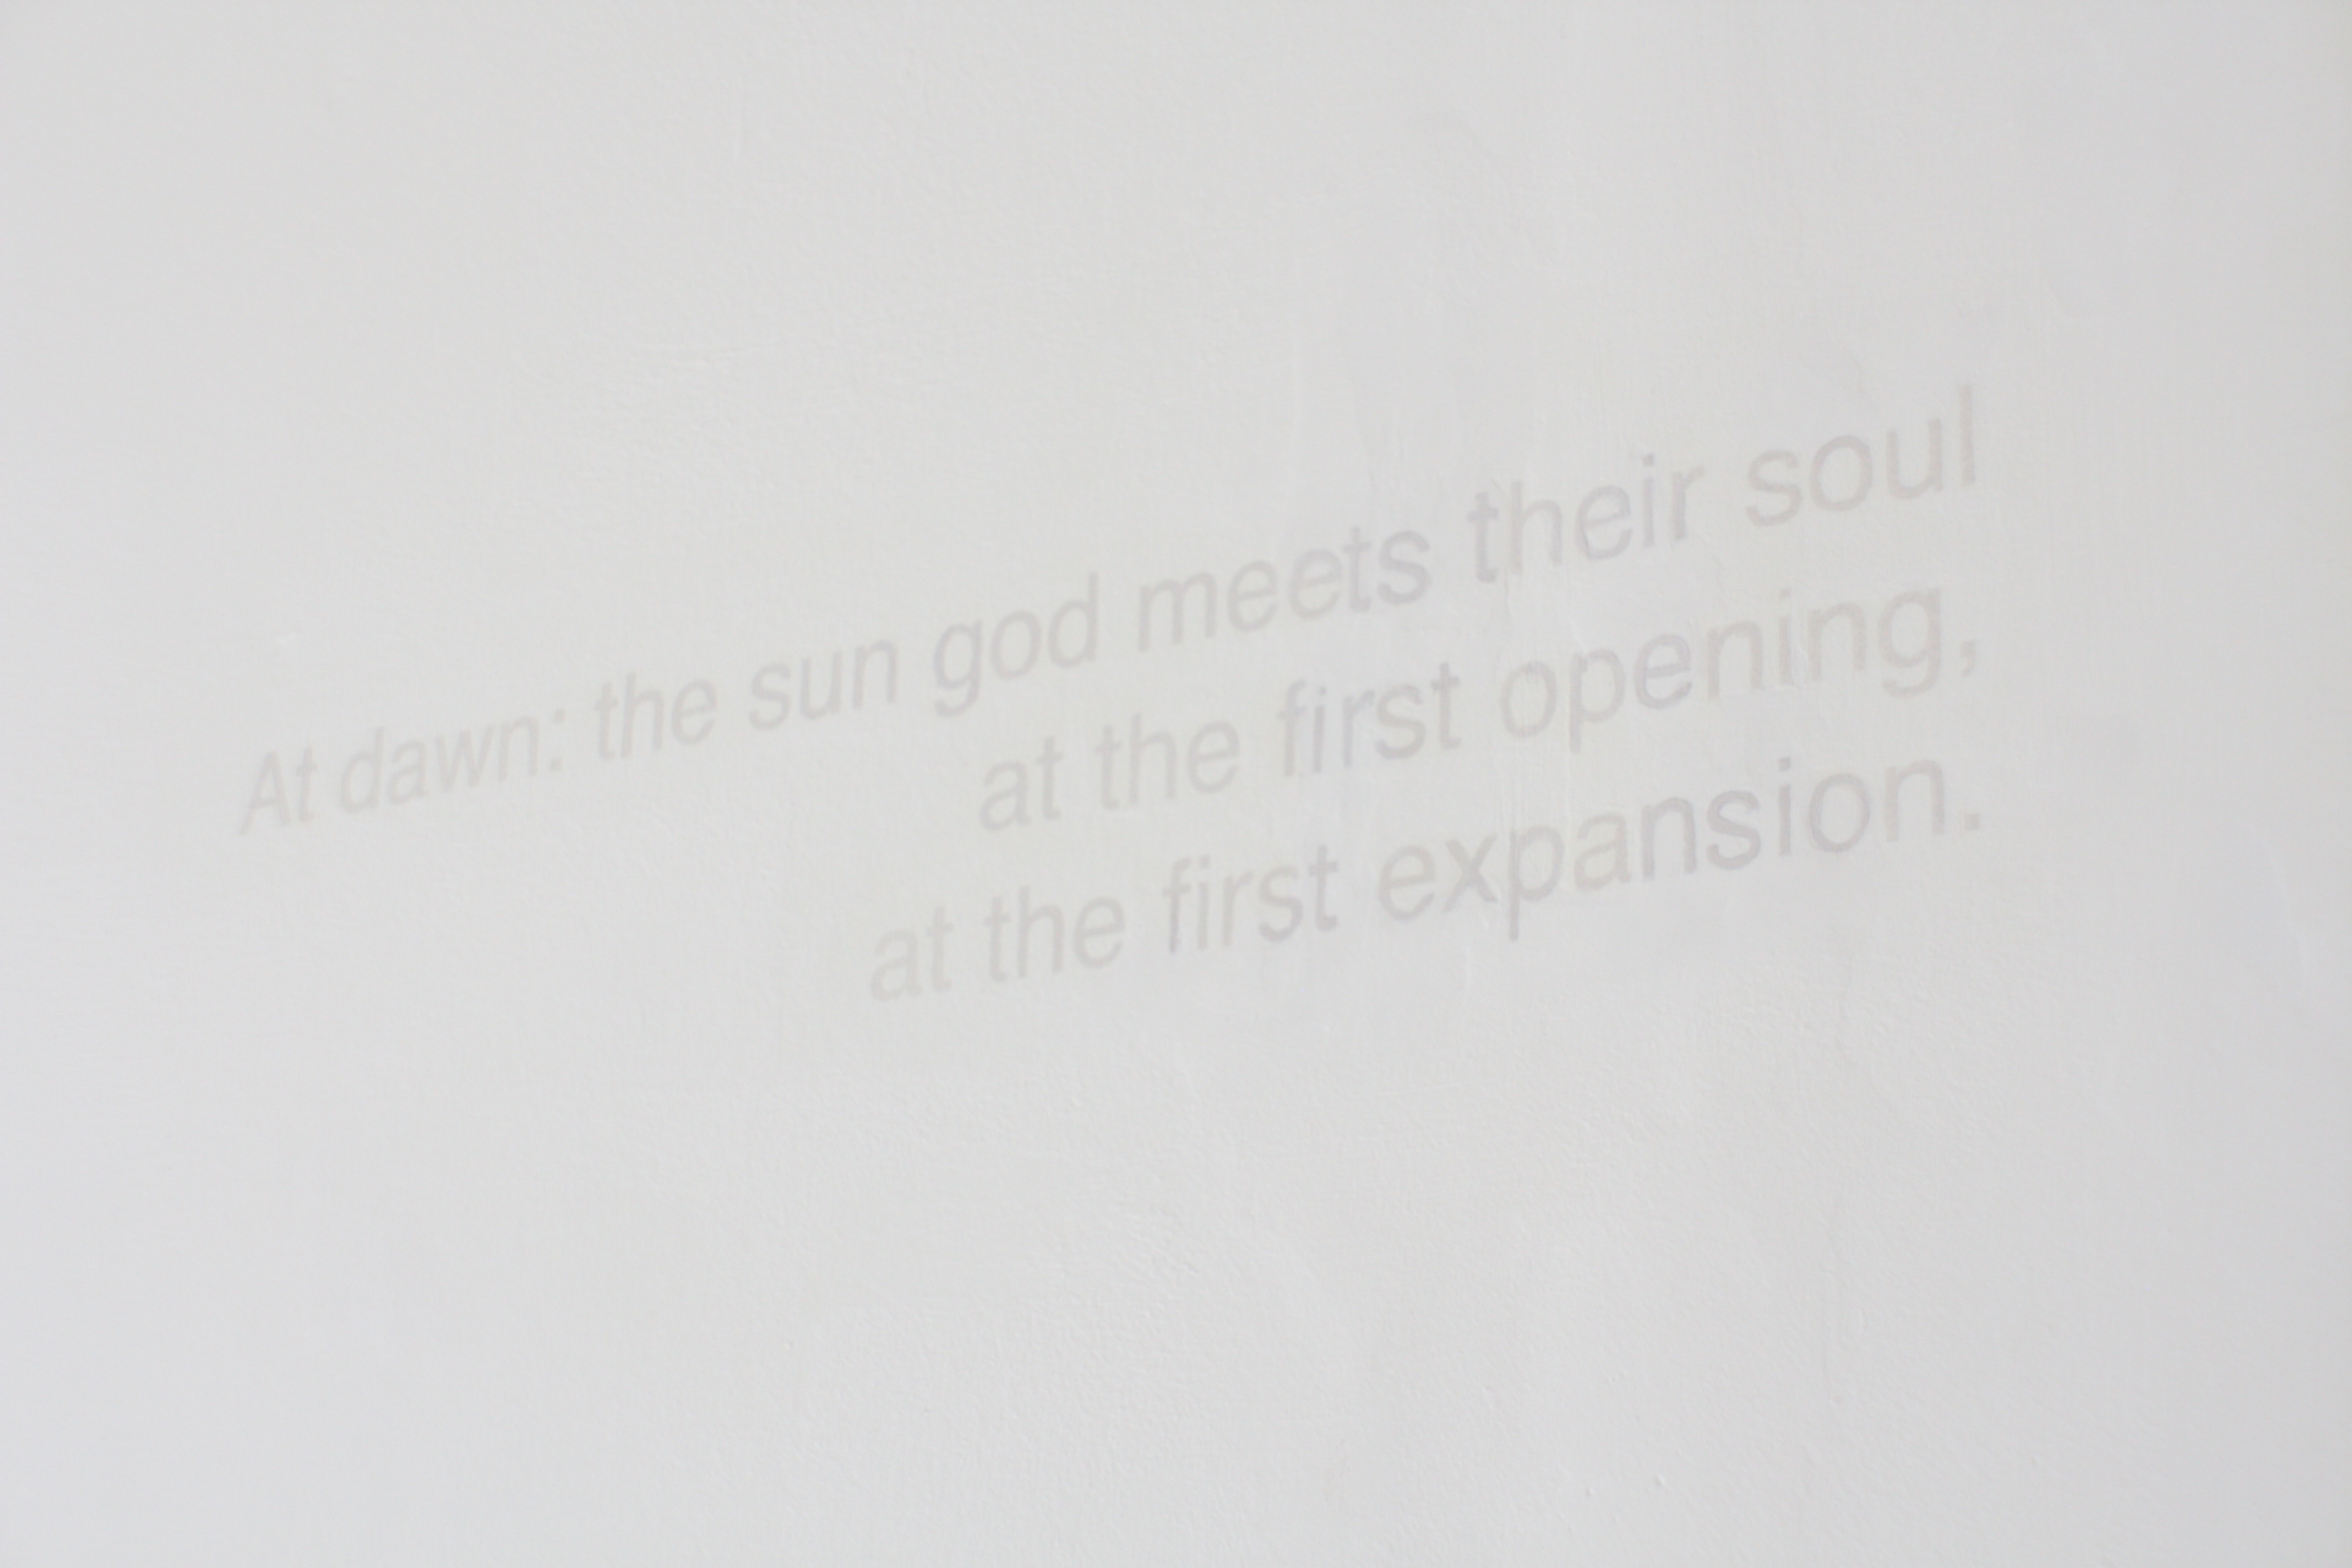 At dawn: the sun god meets their soul
at the first opening,
at the first expansion.